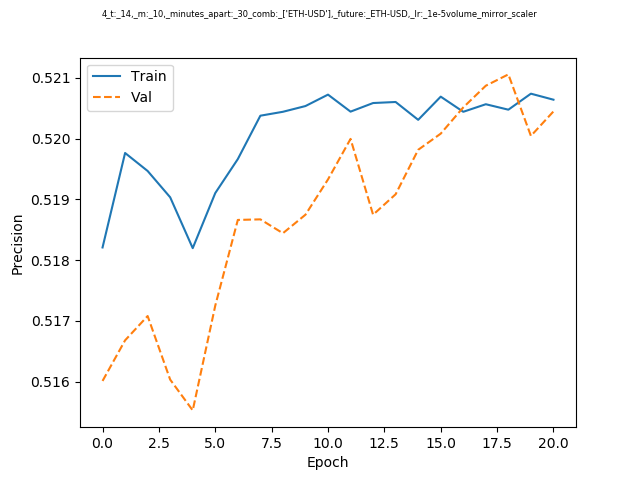 4_t:_14,_m:_10,_minutes_apart:_30_comb:_['ETH-USD'],_future:_ETH-USD,_lr:_1e-5volume_mirror_scaler
Train
Val
0.521
0.520
0.519
0.518
0.517
0.516
Precision
0.0 2.5 5.0 7.5 10.0 12.5 15.0 17.5 20.0
Epoch